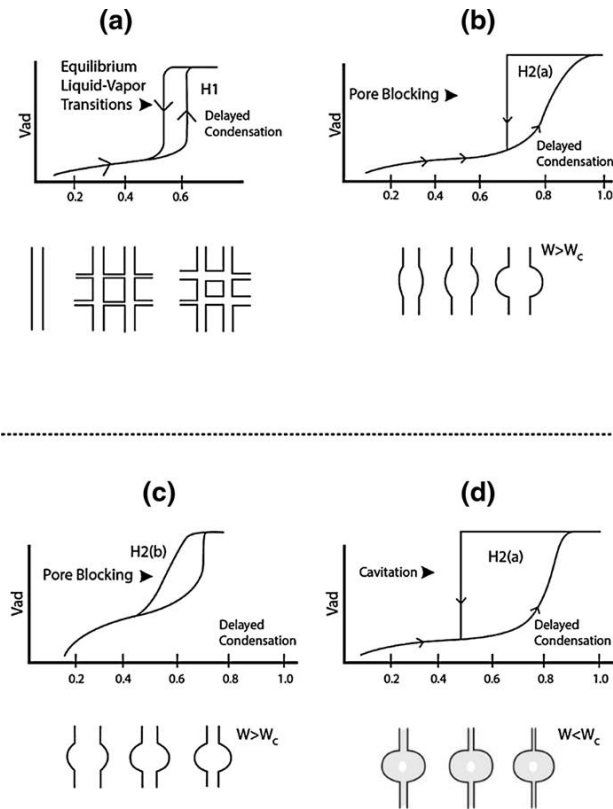 (a)
Equilibrium
Liquid-Vapor
Transitions
H1
Delayed
Condensation
Vad
0.2 0.4 0.6
(b)
Pore Blocking
H2(a)
Delayed
Condensation
Vad
0.2 0.4 0.6 0.8 1.0
W>Wc
(c)
H2(b)
Pore Blocking
Delayed
Condensation
Vad
0.2 0.4 0.6 0.8 1.0
W>Wc
(d)
Cavitation
H2(a)
Delayed
Condensation
Vad
0.2 0.4 0.6 0.8 1.0
W<Wc